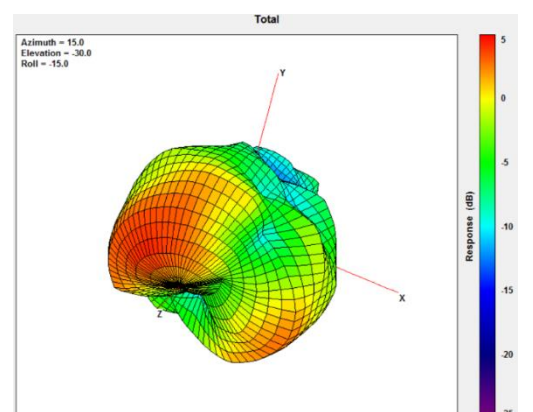 Total
Azimuth = 15.0
Elevation = -30.0
Roll = -15.0
Y
X
Z
5
0
-5
-10
-15
-20
Response (dB)